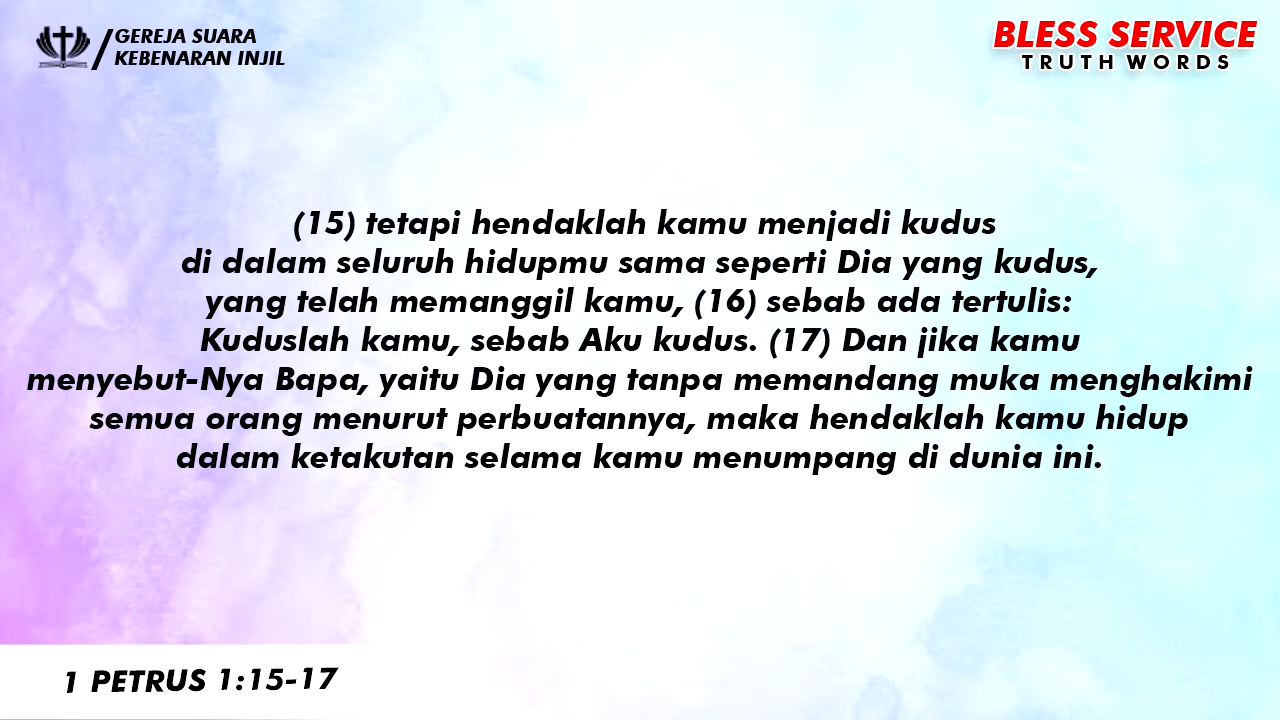 GEREJA SUARA
KEBENARAN INJIL
BLESS SERVICE
TRUTH WORDS
(15) tetapi hendaklah kamu menjadi kudus
di dalam seluruh hidupmu sama seperti Dia yang kudus,
yang telah memanggil kamu, (16) sebab ada tertulis:
Kuduslah kamu, sebab Aku kudus. (17) Dan jika kamu
menyebut-Nya Bapa, yaitu Dia yang tanpa memandang muka menghakimi
semua orang menurut perbuatannya, maka hendaklah kamu hidup
dalam ketakutan selama kamu menumpang di dunia ini.
1 PETRUS 1:15-17